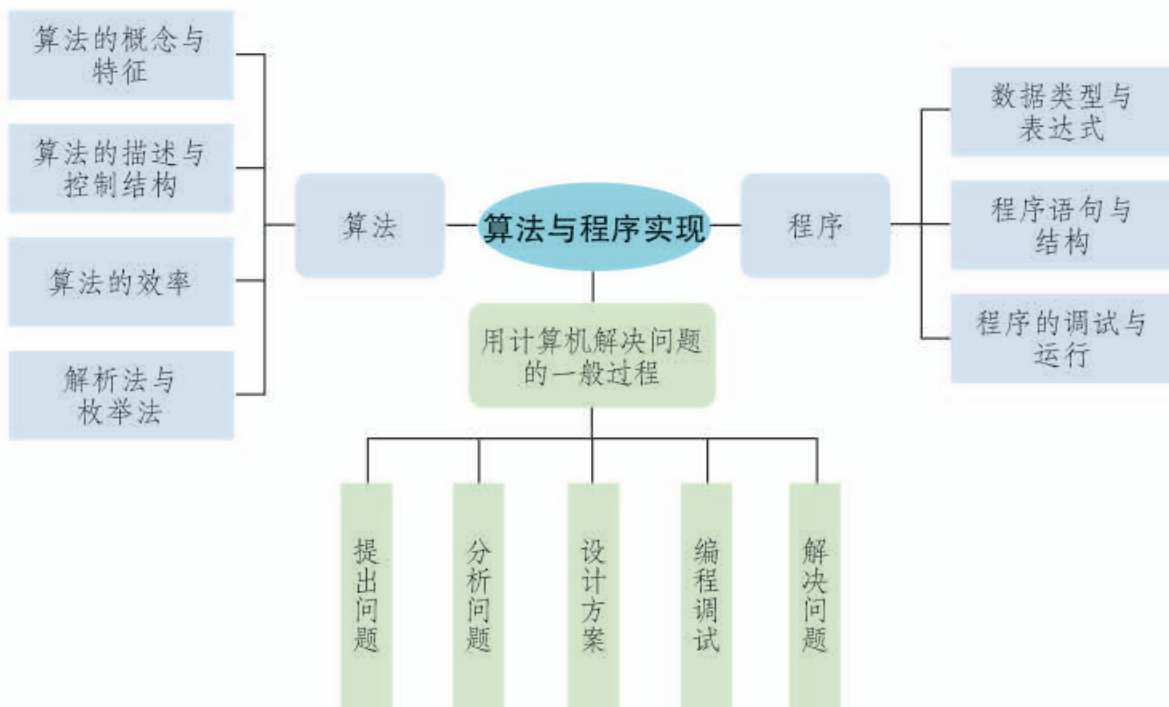 算法的概念与
特征
算法的描述与
控制结构
算法的效率
解析法与
枚举法
算法
算法与程序实现
程序
数据类型与
表达式
程序语句与
结构
程序的调试与
运行
用计算机解决问题
的一般过程
提出问题
分析问题
设计方案
编程调试
解决问题